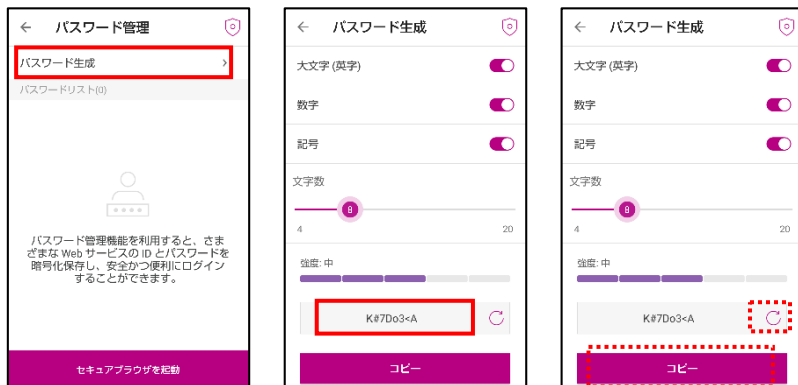 パスワード管理
パスワード生成
パスワードリスト(0)
パスワード管理機能を利用すると、さま
ざまな Web サービスの ID とパスワードを
暗号化保存し、安全かつ便利にログイン
することができます。
セキュアブラウザを起動
パスワード生成
大文字 (英字)
数字
記号
文字数
8
4 20
強度: 中
K#7Do3<A
コピー
パスワード生成
大文字 (英字)
数字
記号
文字数
8
4 20
強度: 中
K#7Do3<A
コピー